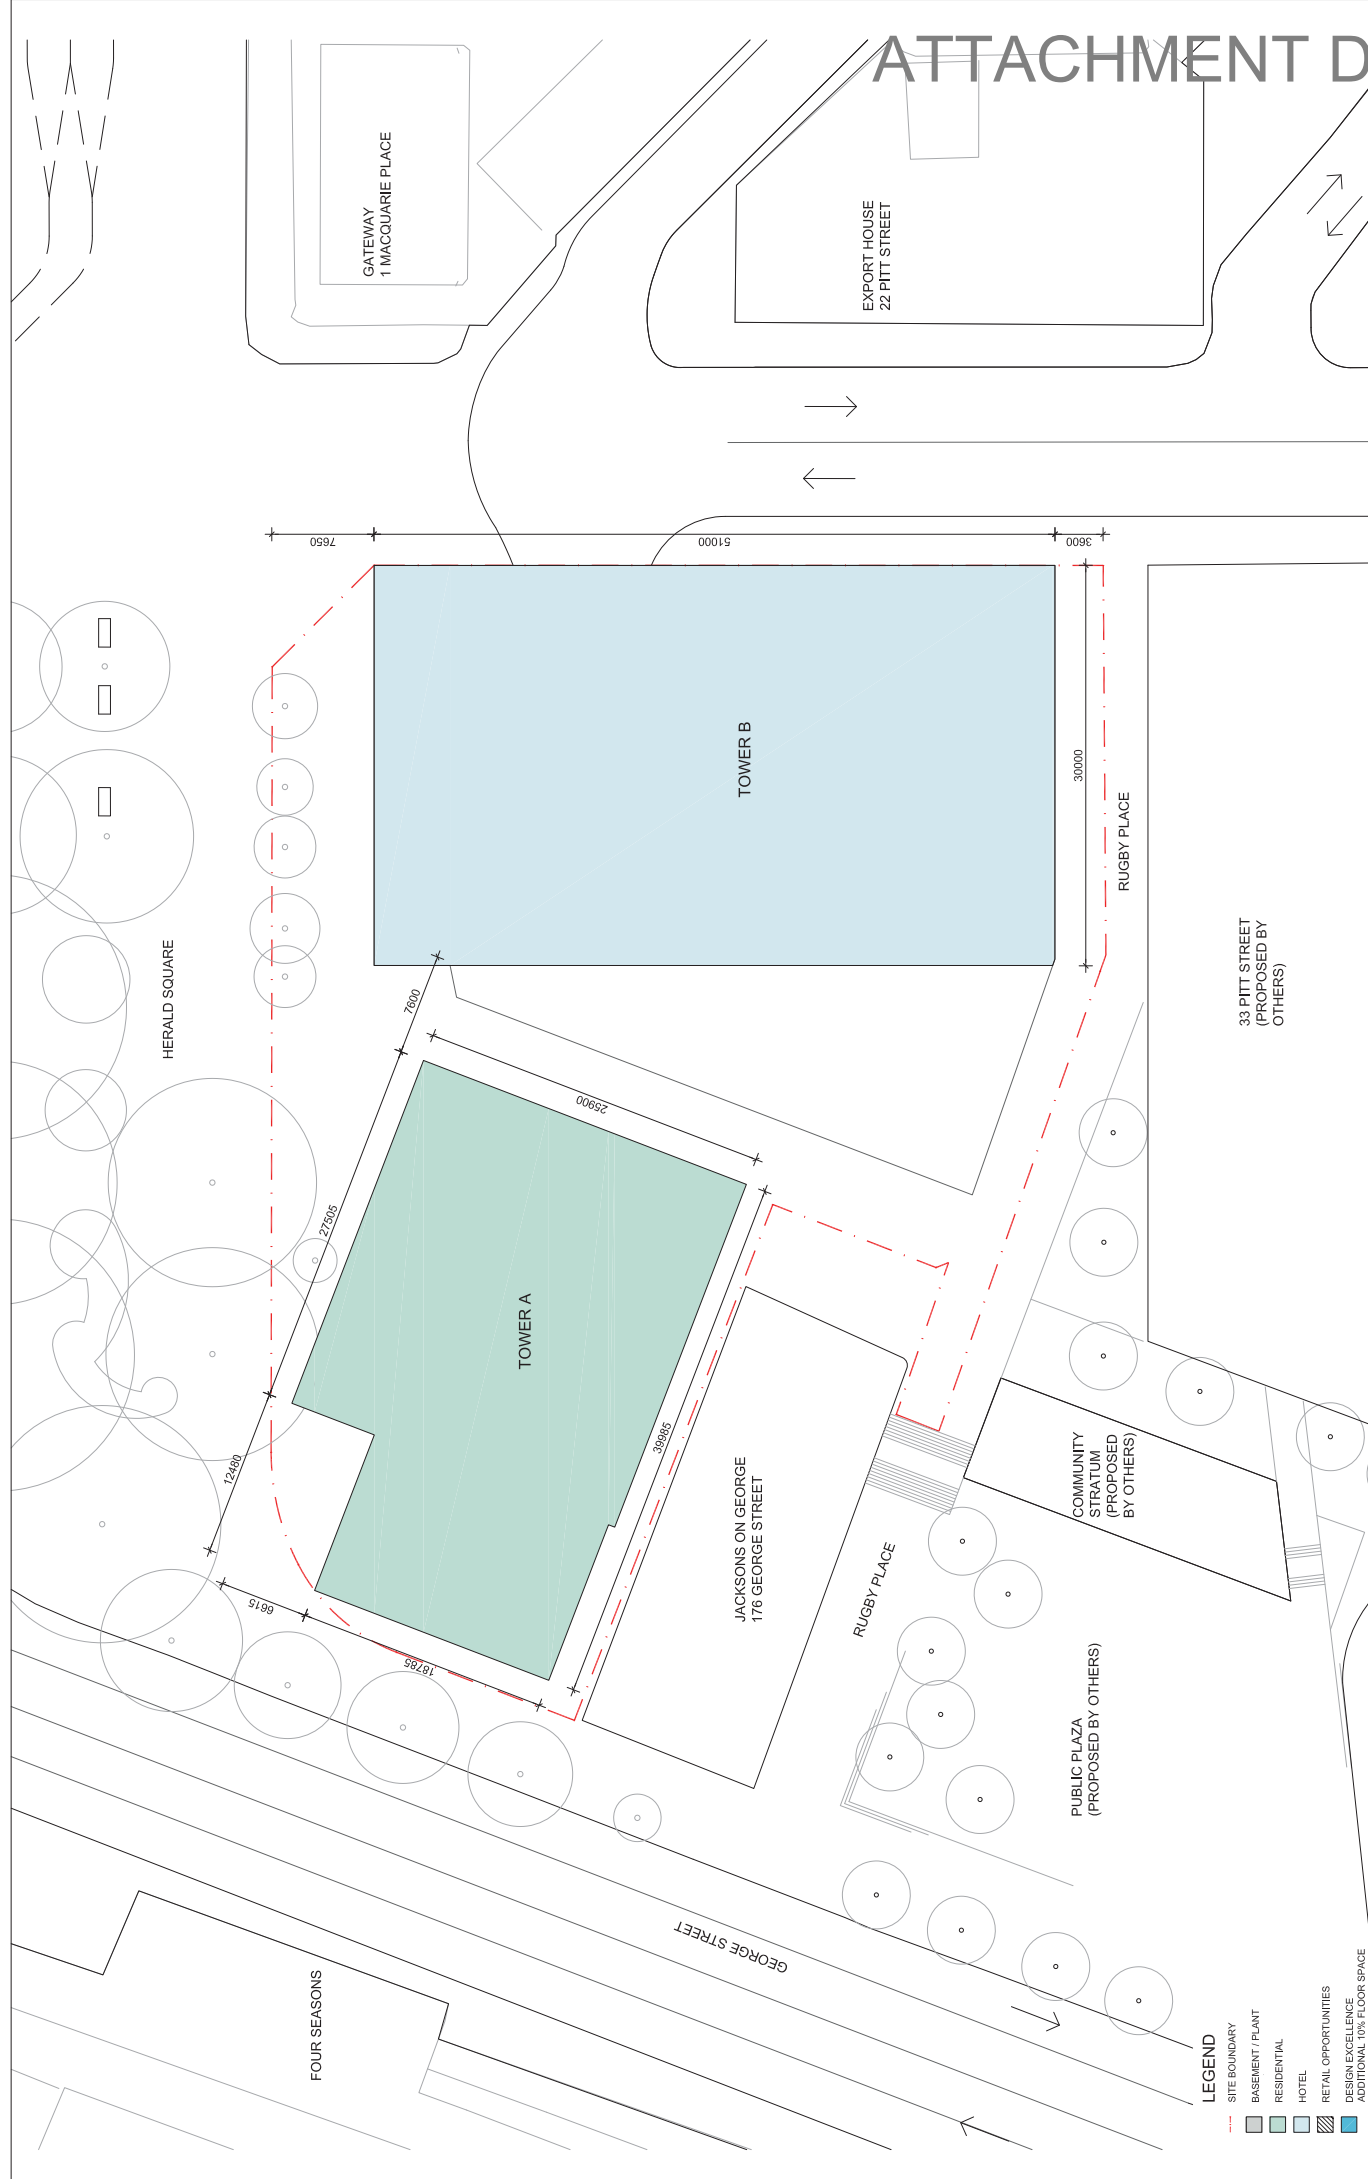 ATTACHMENT D
GATEWAY
1 MACQUARIE PLACE
EXPORT HOUSE
22 PITT STREET
7650
51000
3600
TOWER B
30000
RUGBY PLACE
HERALD SQUARE
33 PITT STREET
(PROPOSED BY
OTHERS)
7600
25900
27505
TOWER A
39985
12480
6615
18785
JACKSONS ON GEORGE
176 GEORGE STREET
COMMUNITY
STRATUM
(PROPOSED
BY OTHERS)
RUGBY PLACE
PUBLIC PLAZA
(PROPOSED BY OTHERS)
GEORGE STREET
FOUR SEASONS
LEGEND
SITE BOUNDARY
BASEMENT / PLANT
RESIDENTIAL
HOTEL
RETAIL OPPORTUNITIES
DESIGN EXCELLENCE
ADDITIONAL 10% FLOOR SPACE